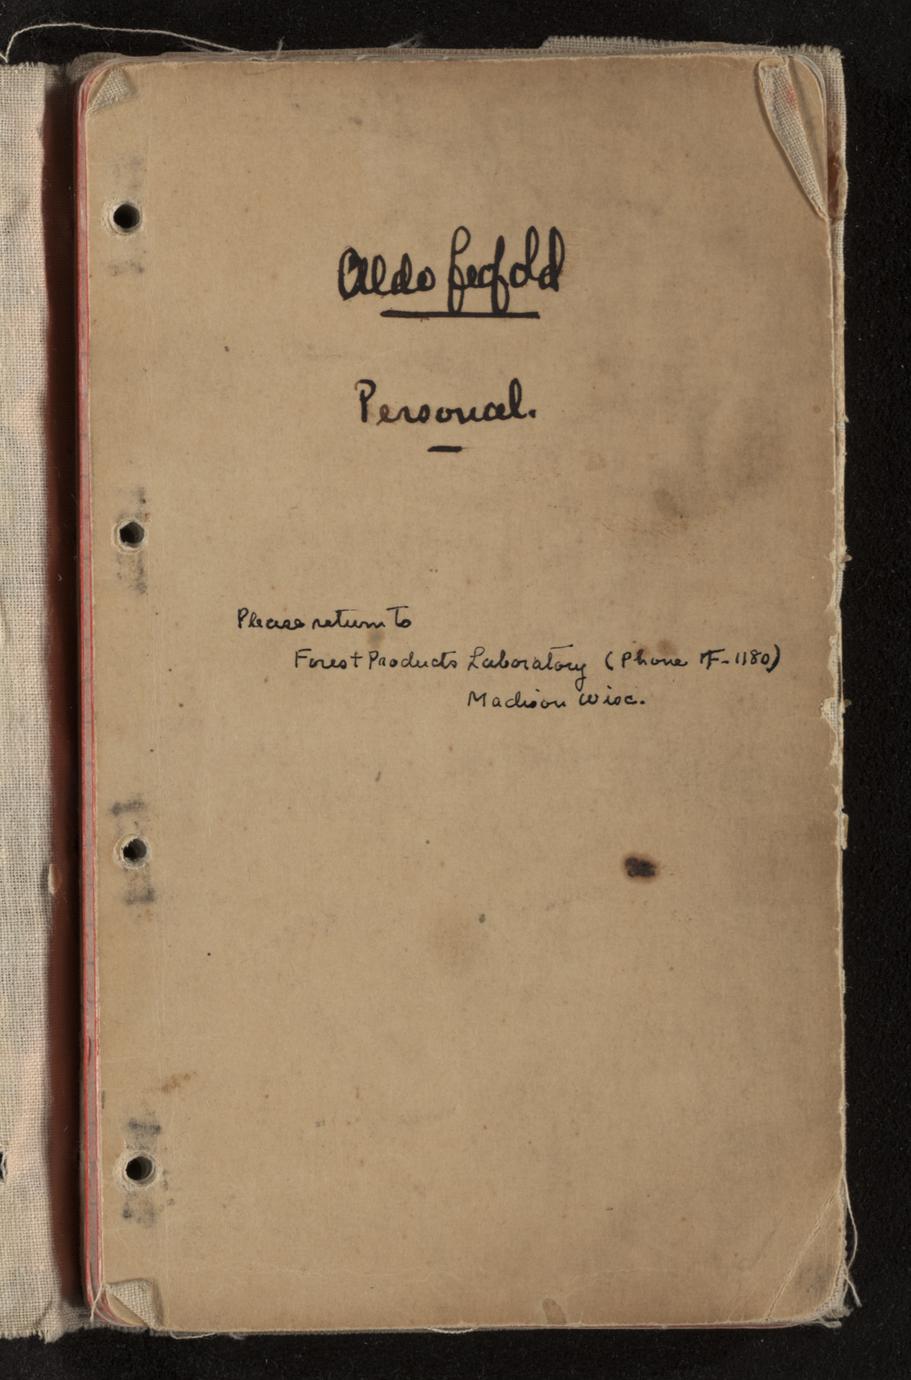 Aldo Leopold
Personal.
Please return to
Forest Products Laboratory (Phone F-1180)
Madison Wisc.